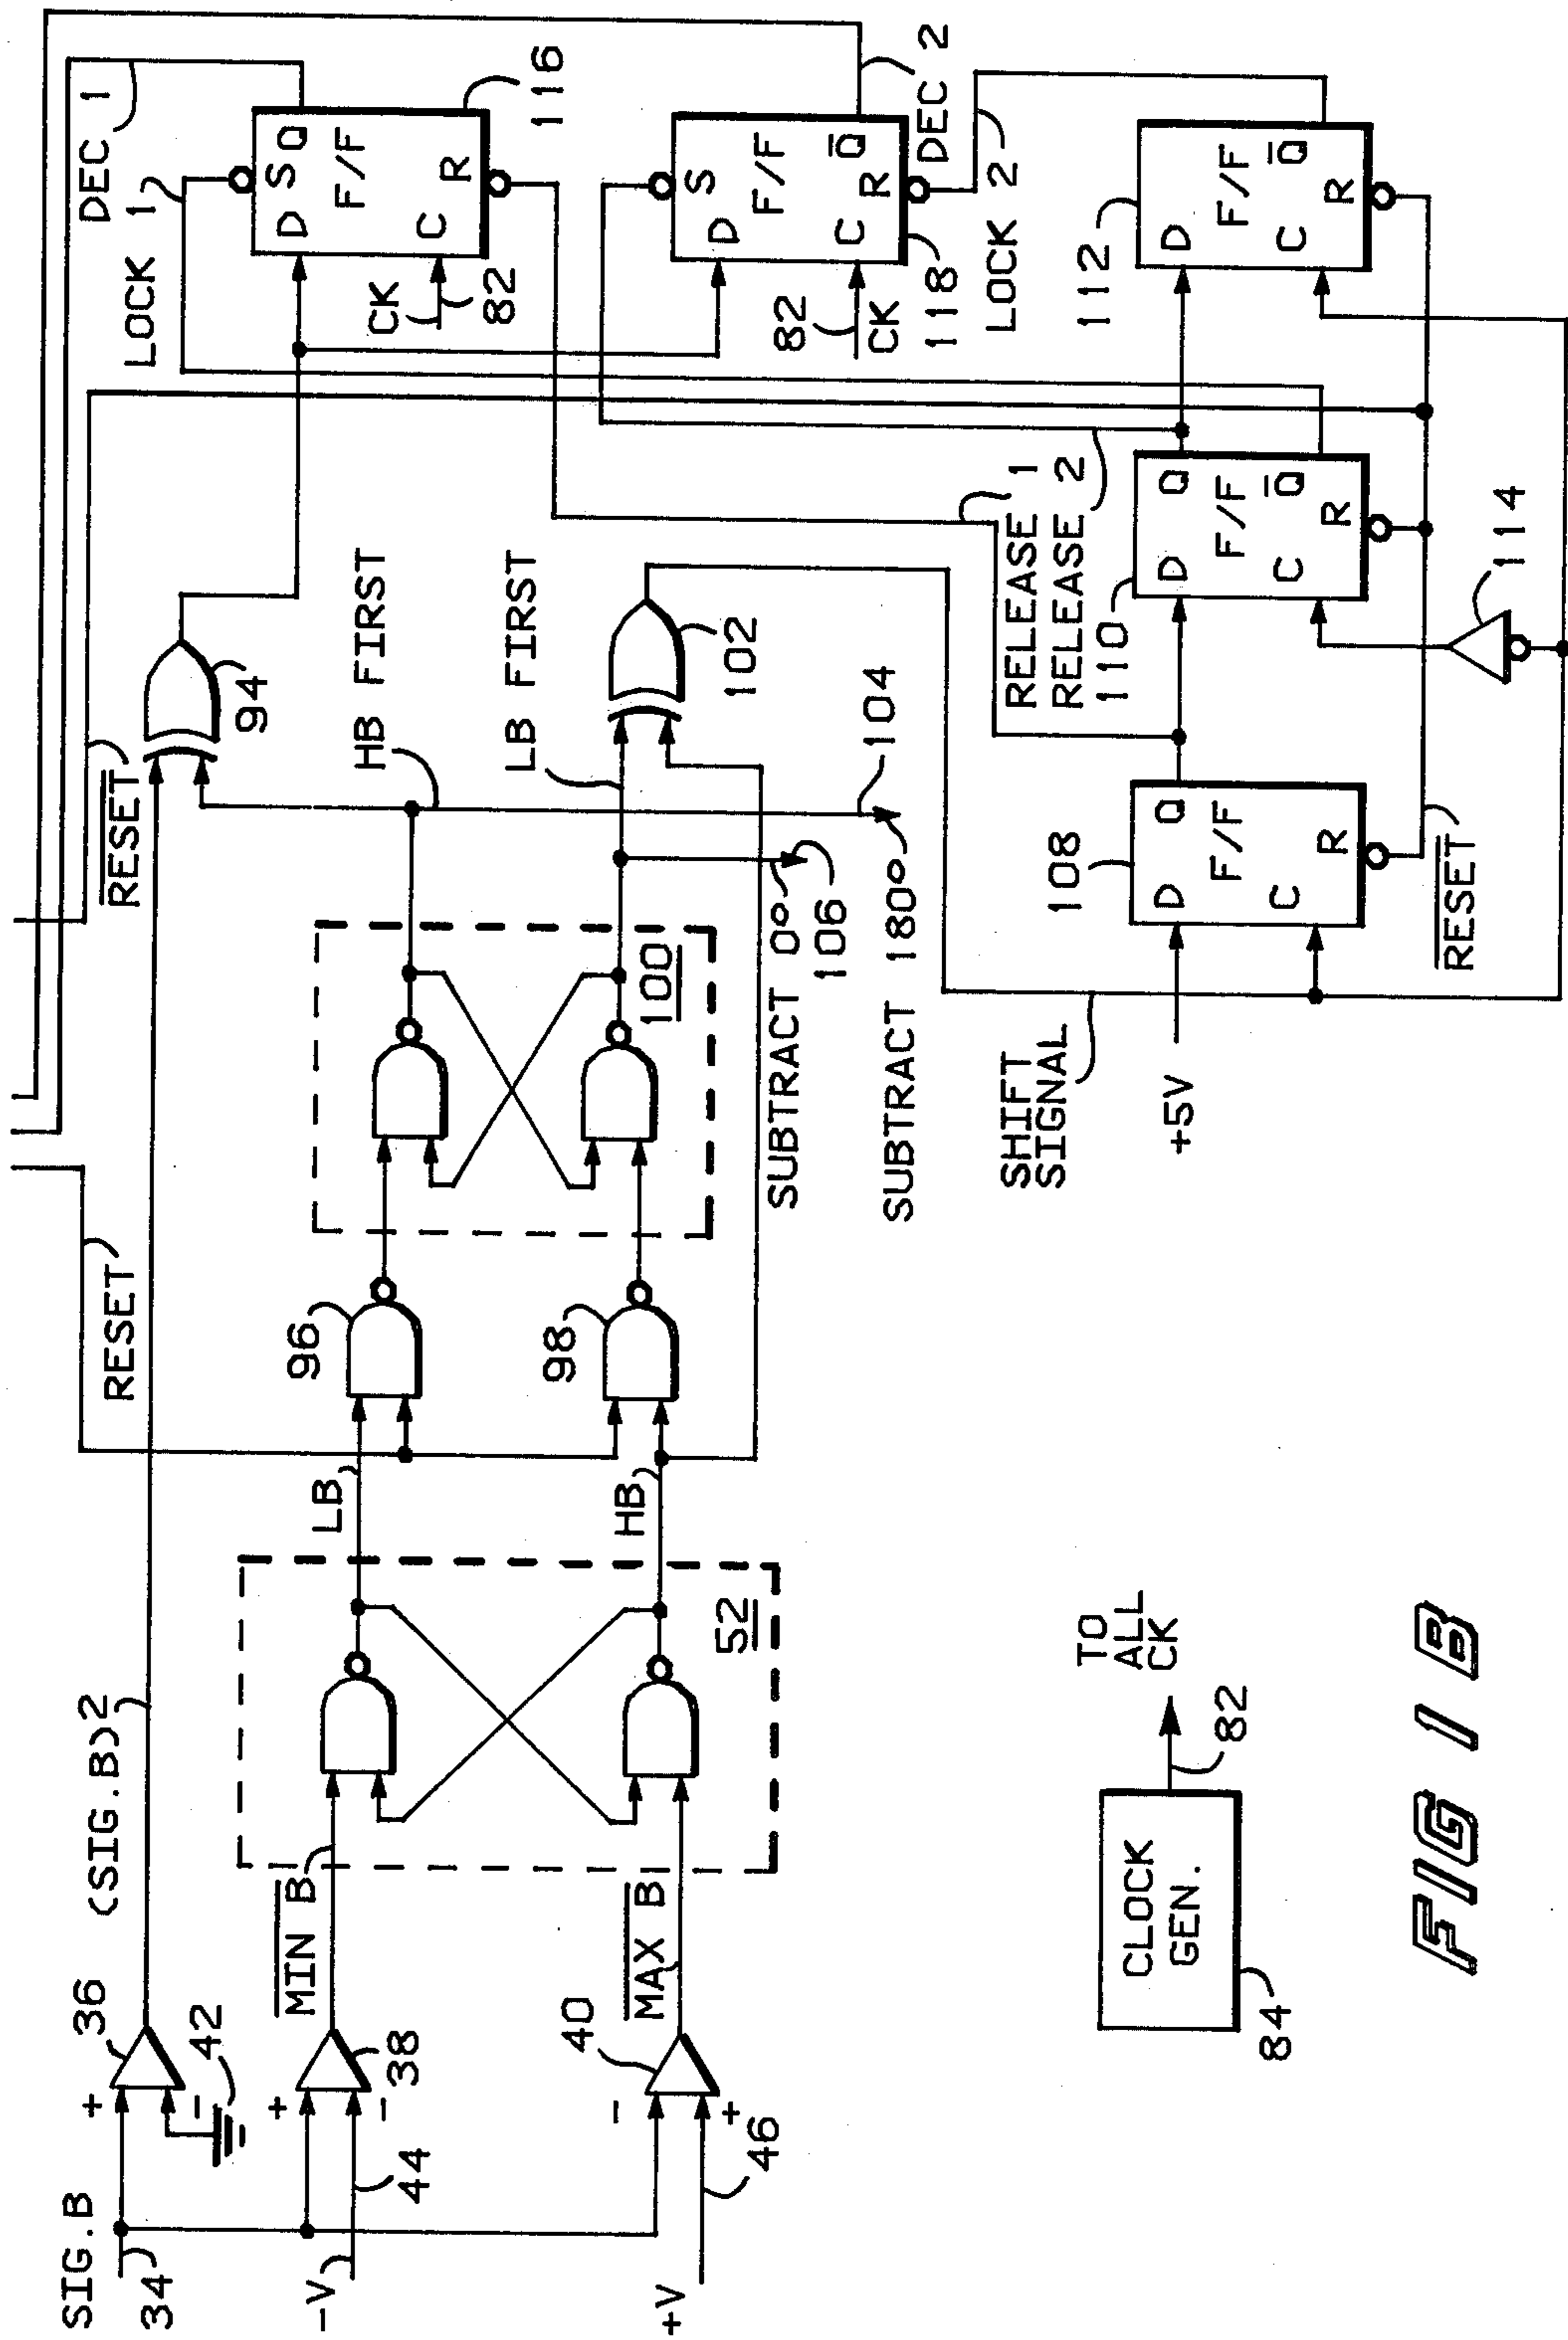 SIG.B
34
36
42
(SIG.B)2
-V
44
38
MIN B
+V
46
40
MAX B
52
LB
HB
RESET
96
98
100
RESET
94
HB FIRST
LB FIRST
102
SUBTRACT 0°
106
SUBTRACT 180°
104
DEC 1
LOCK 1
D S Q
F/F
C R
116
CK
82
S
D F/F
C Q
R
118
82
CK
DEC 2
LOCK 2
RELEASE 1
RELEASE 2
SHIFT
SIGNAL
+5V
108
D Q
F/F
C
R
RESET
110
D Q
F/F
C Q
R
114
112
D
F/F
C Q
R
CLOCK
GEN.
84
82
TO
ALL
CK
FIG 1B